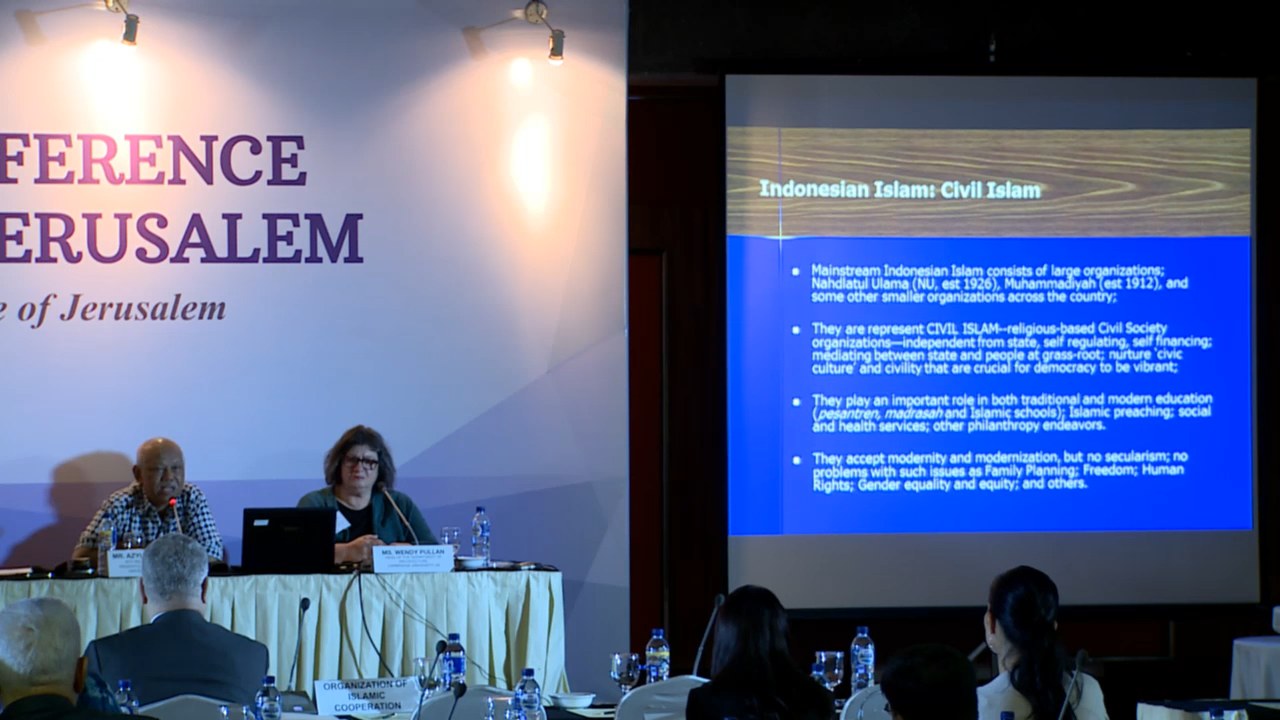 FERENCE
ERUSALEM
e of Jerusalem
Indonesian Islam: Civil Islam
Mainstream Indonesian Islam consists of large organizations;
Nahdlatul Ulama (NU, est 1926), Muhammadiyah (est 1912), and
some other smaller organizations across the country;
They are represent CIVIL ISLAM--religious-based Civil Society
organizations—independent from state, self regulating, self financing;
mediating between state and people at grass-root; nurture 'civic
culture' and civility that are crucial for democracy to be vibrant;
They play an important role in both traditional and modern education
(pesantren, madrasah and Islamic schools); Islamic preaching; social
and health services; other philanthropy endeavors.
They accept modernity and modernization, but no secularism; no
problems with such issues as Family Planning; Freedom; Human
Rights; Gender equality and equity; and others.
MR. AZY
MS. WENDY PULLAN
ORGANIZATION OF
ISLAMIC
COOPERATION